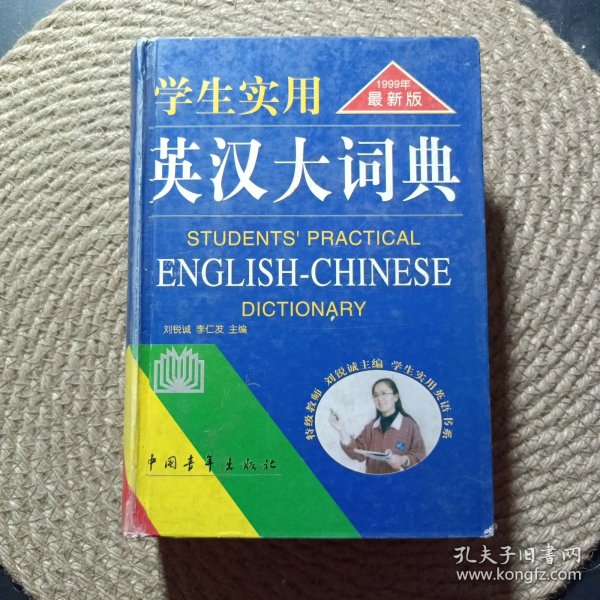 学生实用
1999年
最新版
英汉大词典
STUDENTS' PRACTICAL
ENGLISH-CHINESE
DICTIONARY
刘锐诚 李仁发 主编
特级教师 刘锐诚主编 学生实用英语书系
中国青年出版社
孔夫子旧书网
www.kongfz.com